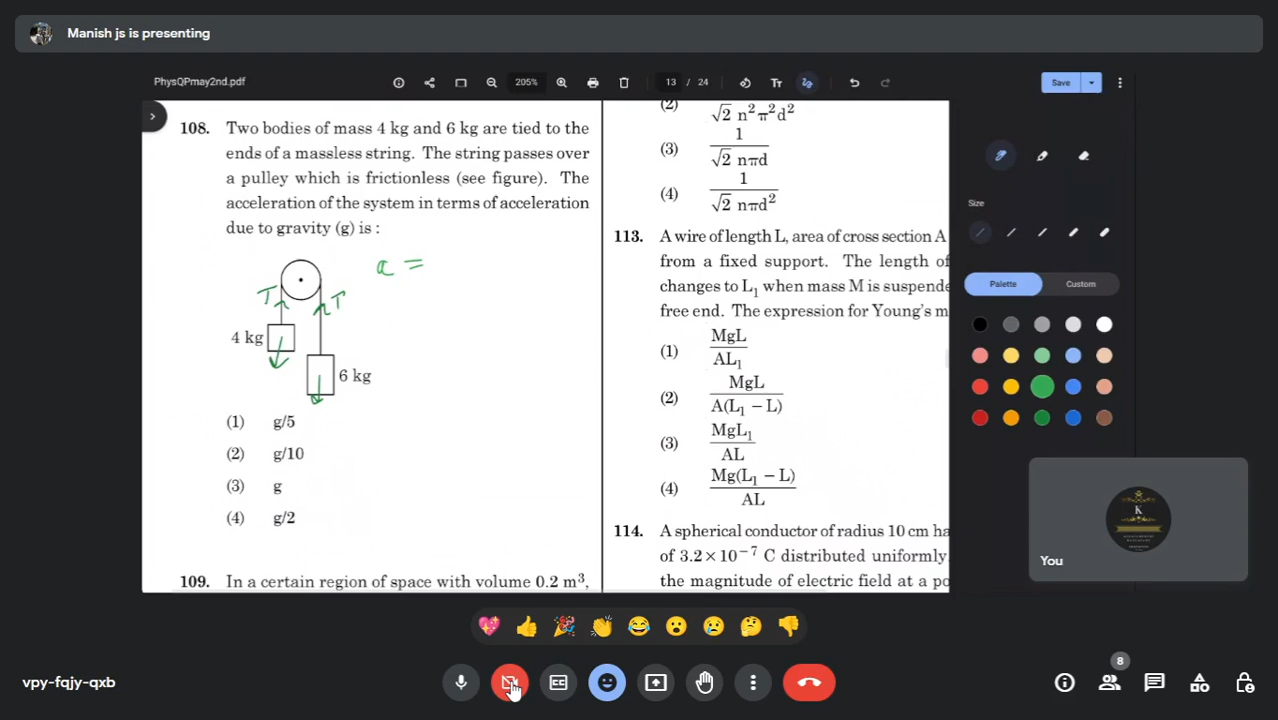 Manish js is presenting
PhysQPmay2nd.pdf
205%
13 / 24
Tт
Save
108. Two bodies of mass 4 kg and 6 kg are tied to the
ends of a massless string. The string passes over
a pulley which is frictionless (see figure). The
acceleration of the system in terms of acceleration
due to gravity (g) is :
a =
T
T
4 kg
6 kg
(1) g/5
(2) g/10
(3) g
(4) g/2
109. In a certain region of space with volume 0.2 m³,
(2) √2 n²π²d²
(3) 1/(√2 nπd)
(4) 1/(√2 nπd²)
113. A wire of length L, area of cross section A
from a fixed support. The length of
changes to L₁ when mass M is suspende
free end. The expression for Young's m
(1) MgL/AL₁
(2) MgL/A(L₁ − L)
(3) MgL₁/AL
(4) Mg(L₁ − L)/AL
114. A spherical conductor of radius 10 cm ha
of 3.2×10⁻⁷ C distributed uniformly.
the magnitude of electric field at a po
Size
Palette
Custom
K
You
vpy-fqjy-qxb
CC
8